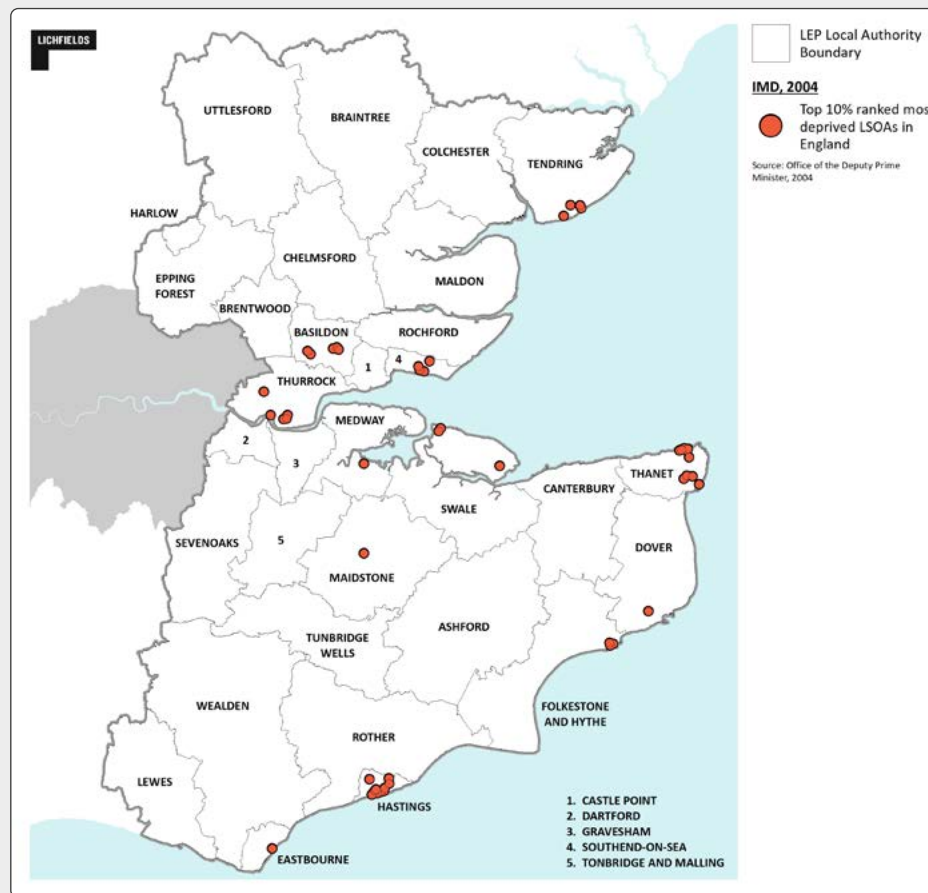 LICHFIELDS
LEP Local Authority
Boundary
IMD, 2004
Top 10% ranked mos
deprived LSOAs in
England
Source: Office of the Deputy Prime
Minister, 2004
UTTLESFORD
BRAINTREE
COLCHESTER
TENDRING
HARLOW
CHELMSFORD
EPPING
FOREST
MALDON
BRENTWOOD
BASILDON
ROCHFORD
1
4
THURROCK
MEDWAY
2
3
THANET
CANTERBURY
SWALE
SEVENOAKS
5
DOVER
MAIDSTONE
ASHFORD
TUNBRIDGE
WELLS
WEALDEN
FOLKESTONE
AND HYTHE
ROTHER
LEWES
HASTINGS
EASTBOURNE
1. CASTLE POINT
2. DARTFORD
3. GRAVESHAM
4. SOUTHEND-ON-SEA
5. TONBRIDGE AND MALLING